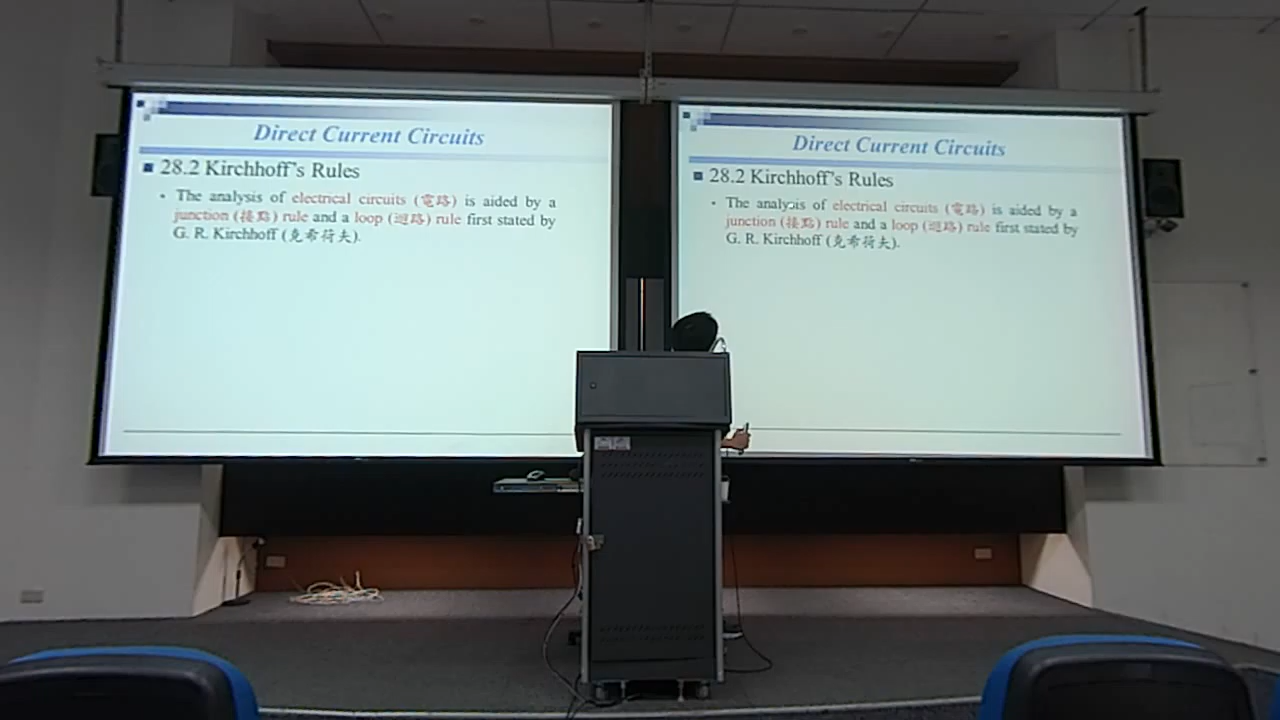 Direct Current Circuits
28.2 Kirchhoff's Rules
The analysis of electrical circuits (電路) is aided by a
junction (接點) rule and a loop (迴路) rule first stated by
G. R. Kirchhoff (克希荷夫).
Direct Current Circuits
28.2 Kirchhoff's Rules
The analysis of electrical circuits (電路) is aided by a
junction (接點) rule and a loop (迴路) rule first stated by
G. R. Kirchhoff (克希荷夫).